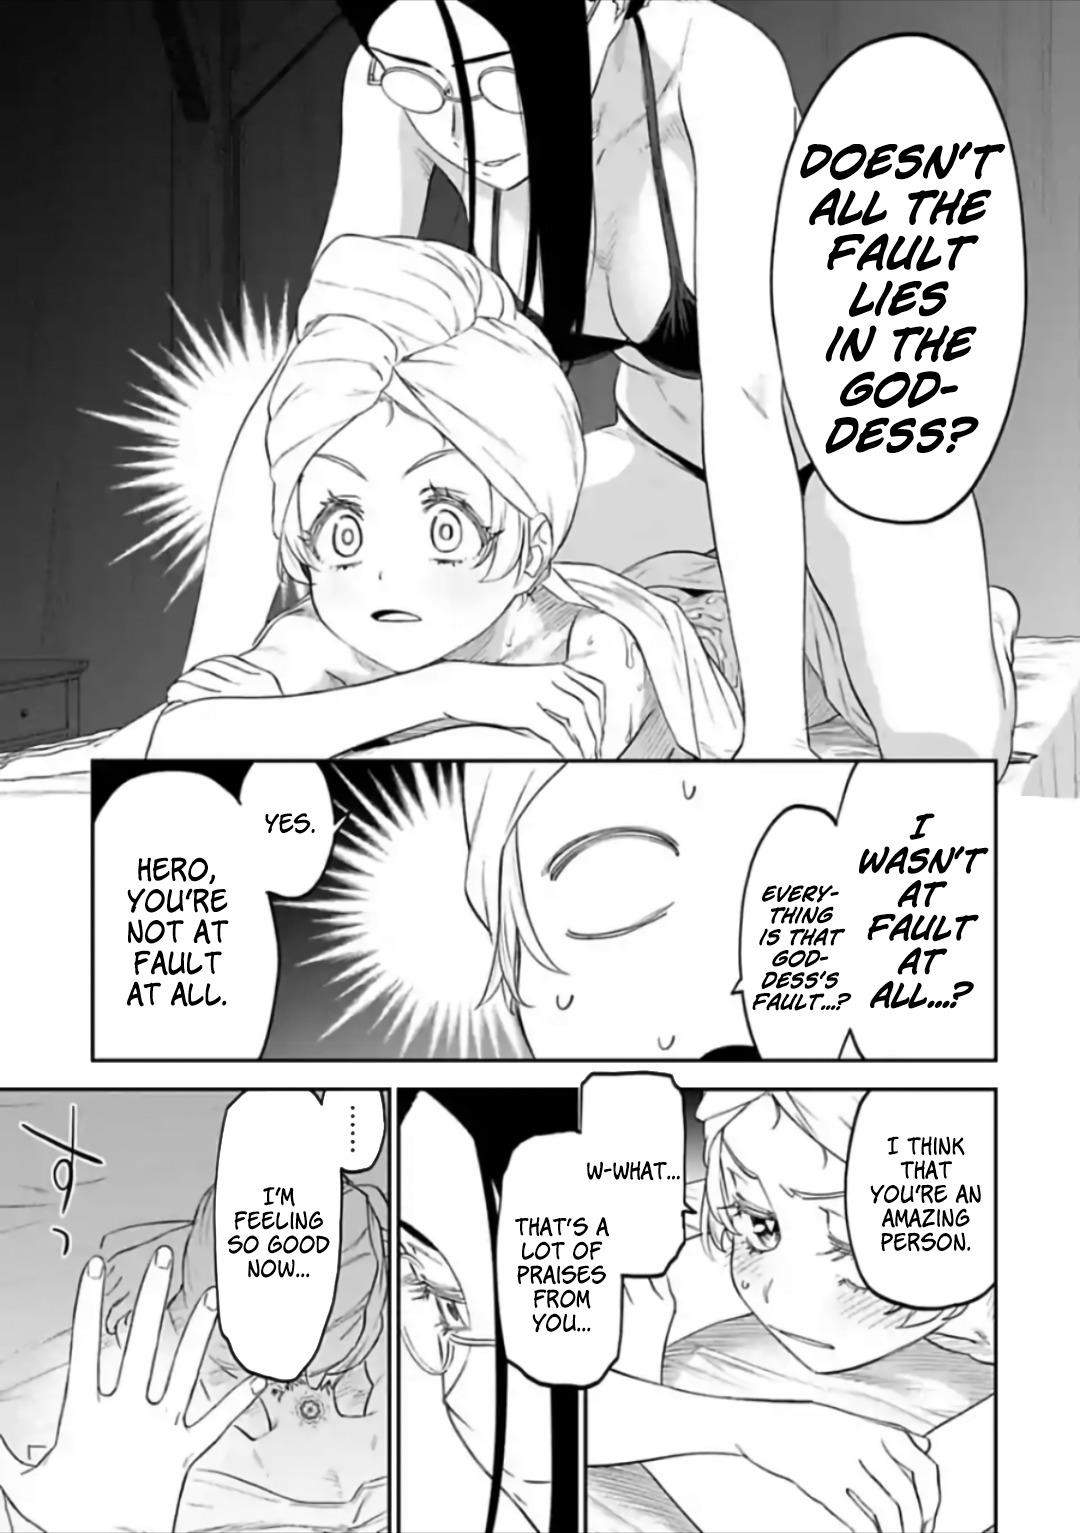 DOESN'T
ALL THE
FAULT
LIES
IN THE
GOD-
DESS?
I
WASN'T
AT
FAULT
AT
ALL...?
EVERY-
THING
IS THAT
GOD-
DESS'S
FAULT...?
YES.
HERO,
YOU'RE
NOT AT
FAULT
AT ALL.
I THINK
THAT
YOU'RE AN
AMAZING
PERSON.
W-WHAT...
THAT'S A
LOT OF
PRAISES
FROM
YOU...
......
I'M
FEELING
SO GOOD
NOW...